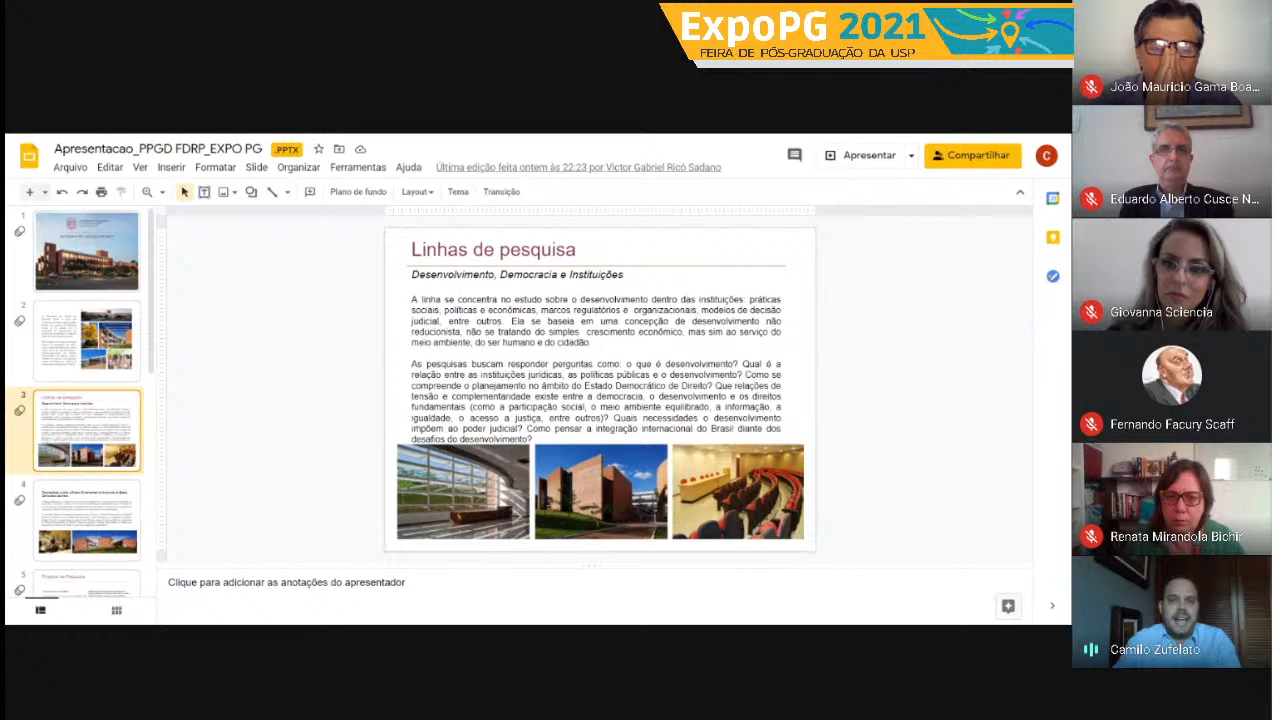 ExpoPG 2021
FEIRA DE PÓS-GRADUAÇÃO DA USP
João Mauricio Gama Boa...
Eduardo Alberto Cusce N...
Giovanna Sciencia
Fernando Facury Scaff
Renata Mirandola Bichir
Camilo Zufelato
Apresentacao_PPGD FDRP_EXPO PG .PPTX
Arquivo Editar Ver Inserir Formatar Slide Organizar Ferramentas Ajuda Última edição feita ontem às 22:23 por Victor Gabriel Ricó Sadano
Apresentar
Compartilhar
C
Plano de fundo Layout Tema Transição
1
2
3
Linhas de pesquisa
4
5
Linhas de pesquisa
Desenvolvimento, Democracia e Instituições
A linha se concentra no estudo sobre o desenvolvimento dentro das instituições: práticas
sociais, políticas e econômicas, marcos regulatórios e organizacionais, modelos de decisão
judicial, entre outros. Ela se baseia em uma concepção de desenvolvimento não
reducionista, não se tratando do simples crescimento econômico, mas sim ao serviço do
meio ambiente, do ser humano e do cidadão.
As pesquisas buscam responder perguntas como: o que é desenvolvimento? Qual é a
relação entre as instituições jurídicas, as políticas públicas e o desenvolvimento? Como se
compreende o planejamento no âmbito do Estado Democrático de Direito? Que relações de
tensão e complementaridade existe entre a democracia, o desenvolvimento e os direitos
fundamentais (como a participação social, o meio ambiente equilibrado, a informação, a
igualdade, o acesso a justiça, entre outros)? Quais necessidades o desenvolvimento
impõem ao poder judicial? Como pensar a integração internacional do Brasil diante dos
desafios do desenvolvimento?
Clique para adicionar as anotações do apresentador